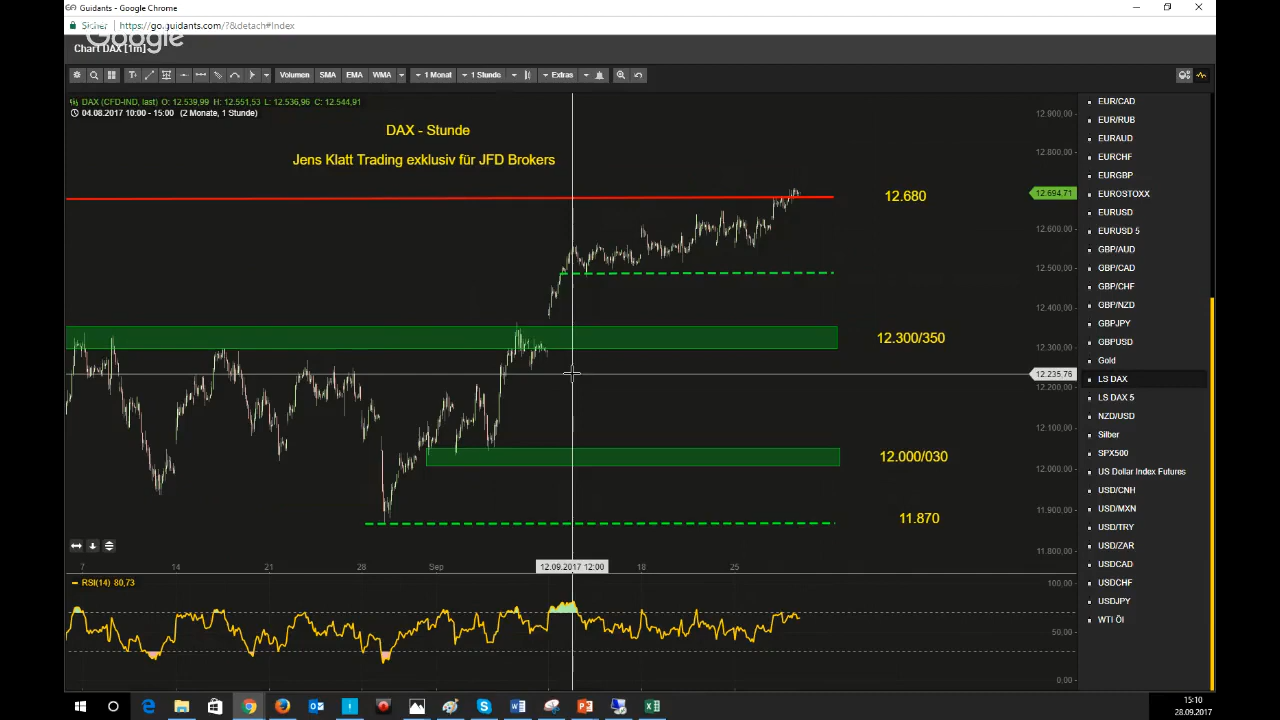 Guidants - Google Chrome
Sicher https://go.guidants.com/?&detach#Index
Google
Chart DAX [1m]
Volumen SMA EMA WMA 1 Monat 1 Stunde Extras
DAX (CFD-IND, last) O: 12.539,99 H: 12.551,53 L: 12.536,96 C: 12.544,91
04.08.2017 10:00 - 15:00 (2 Monate, 1 Stunde)
DAX - Stunde
Jens Klatt Trading exklusiv für JFD Brokers
12.680
12.300/350
12.000/030
11.870
12.900,00
12.800,00
12.694,71
12.600,00
12.500,00
12.400,00
12.300,00
12.235,76
12.200,00
12.100,00
12.000,00
11.900,00
11.800,00
7 14 21 28 Sep 12.09.2017 12:00 18 25
RSI(14) 80,73
100.00
50.00
0.00
EUR/CAD
EUR/RUB
EURAUD
EURCHF
EURGBP
EUROSTOXX
EURUSD
EURUSD 5
GBP/AUD
GBP/CAD
GBP/CHF
GBP/NZD
GBPJPY
GBPUSD
Gold
LS DAX
LS DAX 5
NZD/USD
Silber
SPX500
US Dollar Index Futures
USD/CNH
USD/MXN
USD/TRY
USD/ZAR
USDCAD
USDCHF
USDJPY
WTI Öl
15:10
28.09.2017